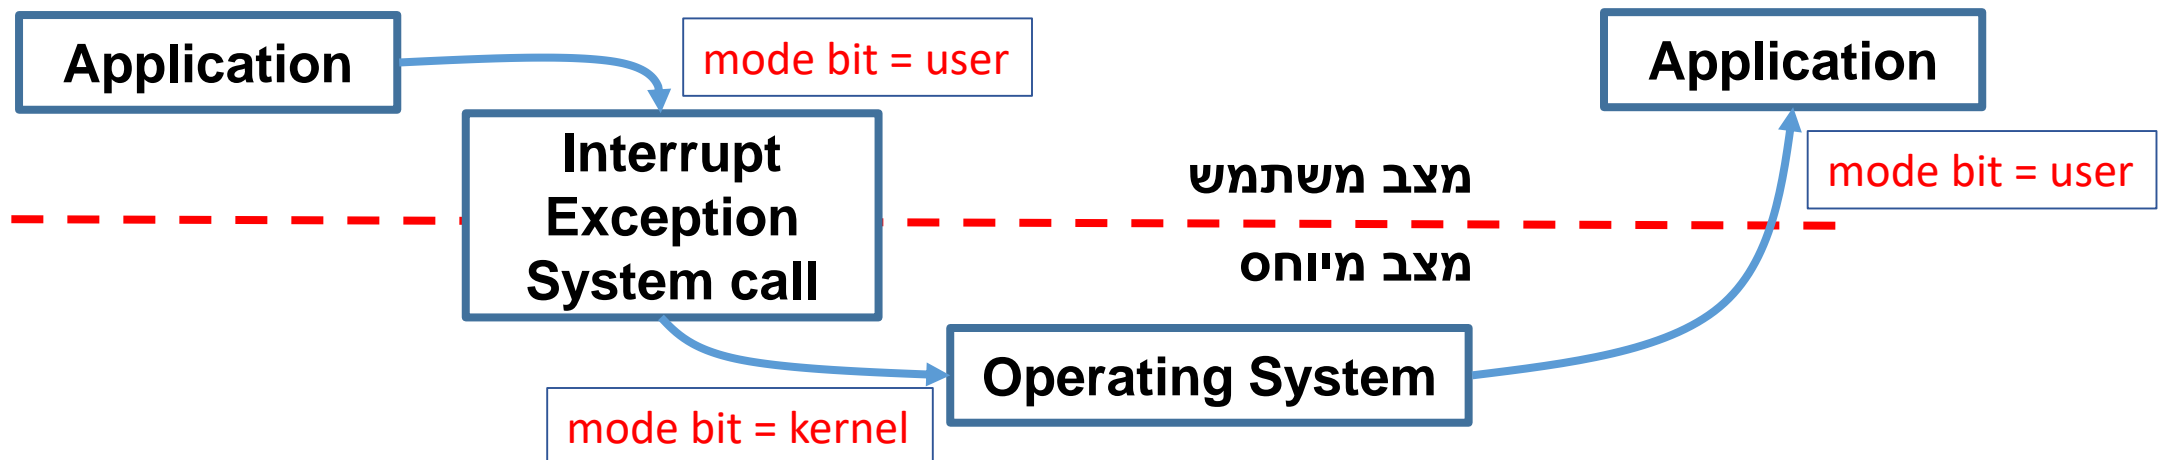 Application
mode bit = user
Application
Interrupt
Exception
System call
mode bit = user
מצב משתמש
מצב מיוחס
Operating System
mode bit = kernel